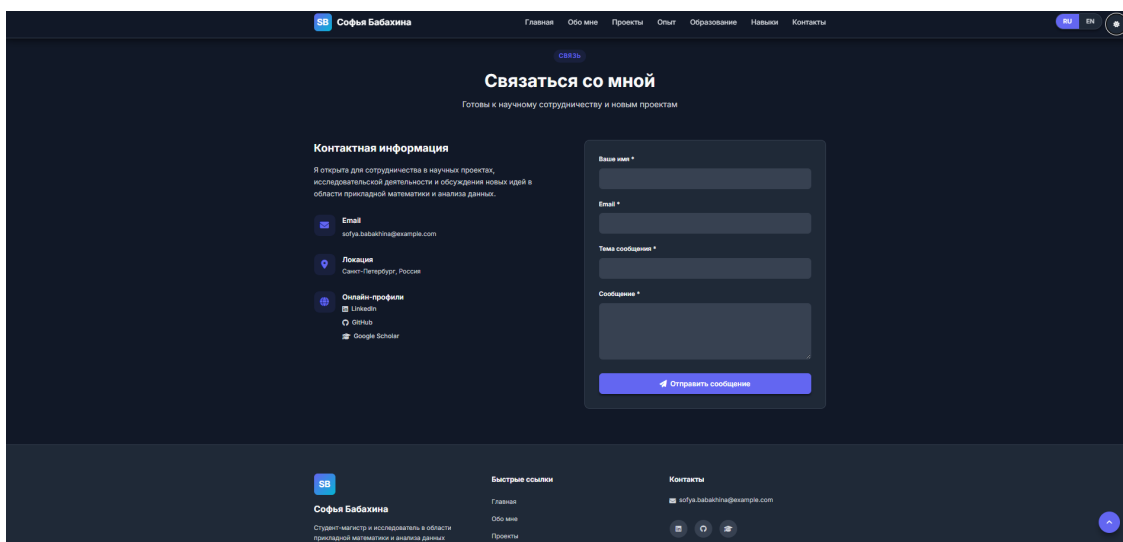 SB Софья Бабахина Главная Обо мне Проекты Опыт Образование Навыки Контакты RU EN
СВЯЗЬ
Связаться со мной
Готовы к научному сотрудничеству и новым проектам
Контактная информация
Я открыта для сотрудничества в научных проектах,
исследовательской деятельности и обсуждения новых идей в
области прикладной математики и анализа данных.
Email
sofya.babakhina@example.com
Локация
Санкт-Петербург, Россия
Онлайн-профили
LinkedIn
GitHub
Google Scholar
Ваше имя *
Email *
Тема сообщения *
Сообщение *
Отправить сообщение
SB
Софья Бабахина
Студент-магистр и исследователь в области
прикладной математики и анализа данных
Быстрые ссылки
Главная
Обо мне
Проекты
Контакты
sofya.babakhina@example.com